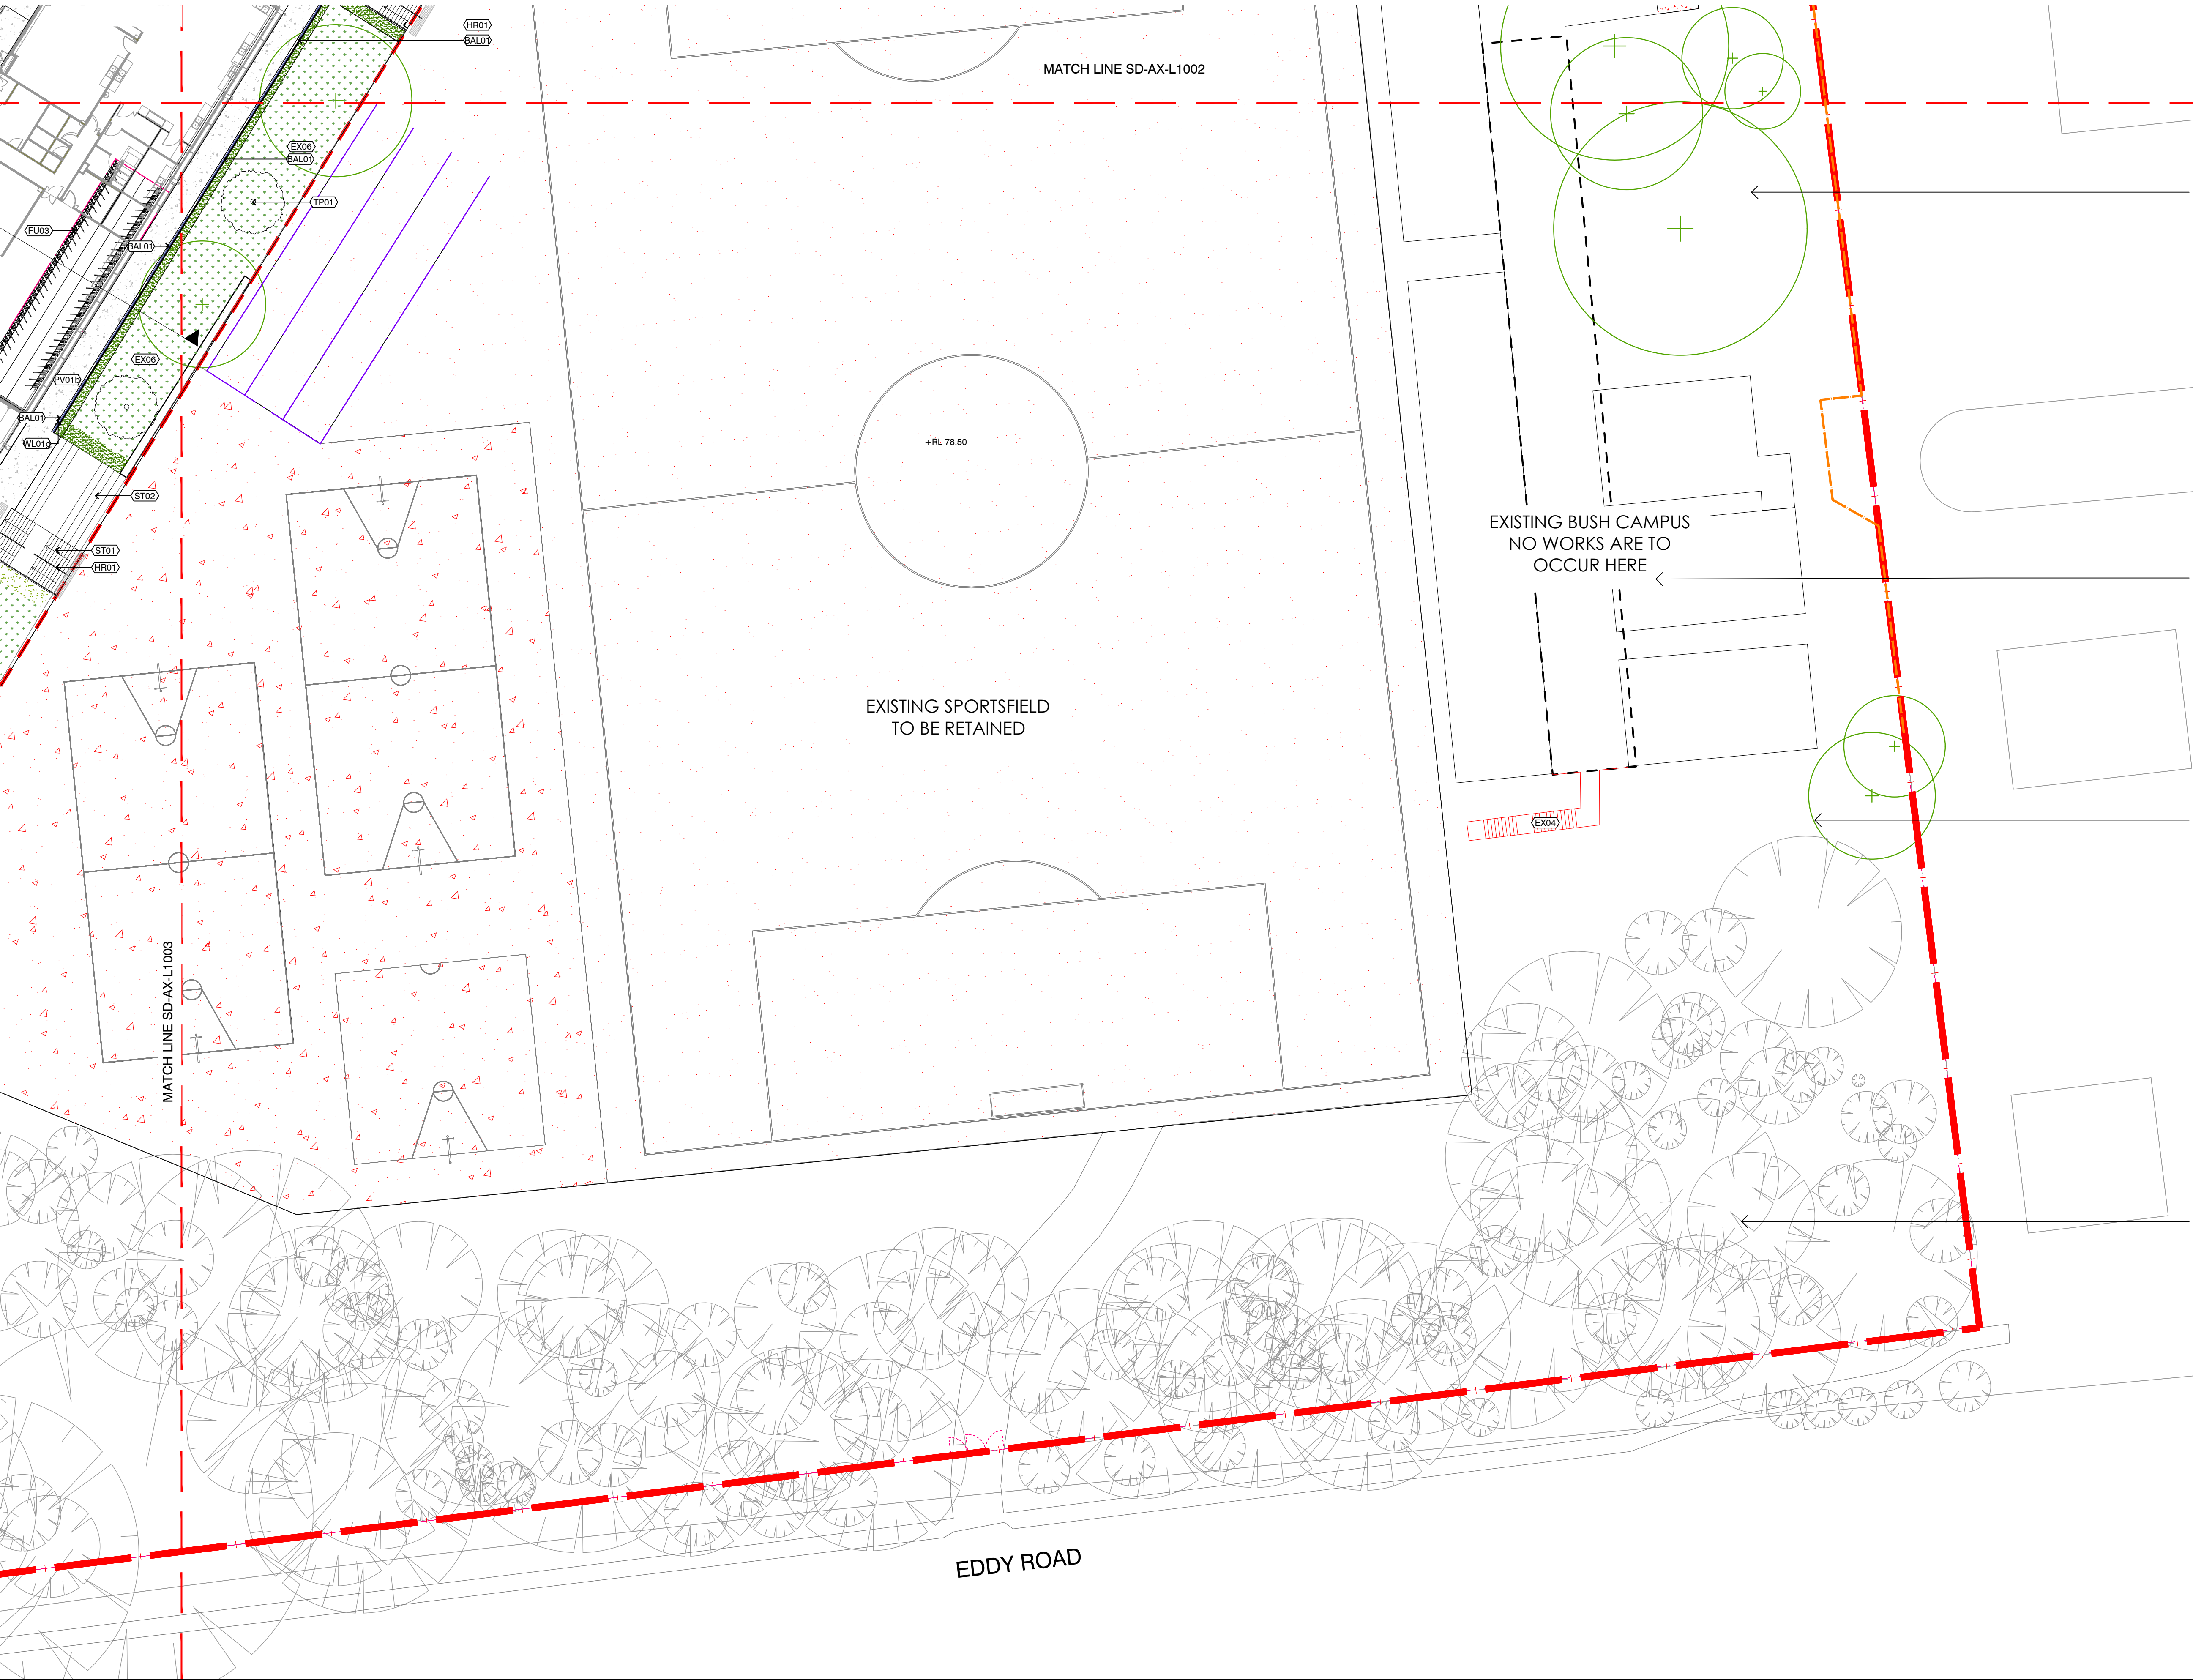 HR01
BAL01
MATCH LINE SD-AX-L1002
EX06
BAL01
TP01
FU03
BAL01
EX06
PV01b
BAL01
WL01g
+RL 78.50
ST02
EXISTING BUSH CAMPUS
NO WORKS ARE TO
OCCUR HERE
ST01
HR01
EXISTING SPORTSFIELD
TO BE RETAINED
EX04
MATCH LINE SD-AX-L1003
EDDY ROAD